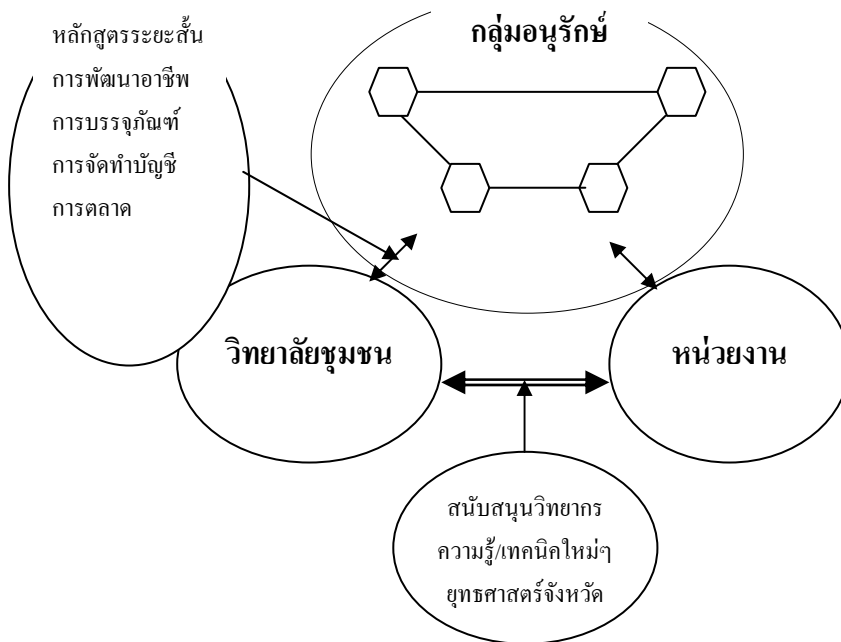 หลักสูตรระยะสั้น
การพัฒนาอาชีพ
การบรรจุภัณฑ์
การจัดทำบัญชี
การตลาด
กลุ่มอนุรักษ์
วิทยาลัยชุมชน
หน่วยงาน
สนับสนุนวิทยากร
ความรู้/เทคนิคใหม่ๆ
ยุทธศาสตร์จังหวัด